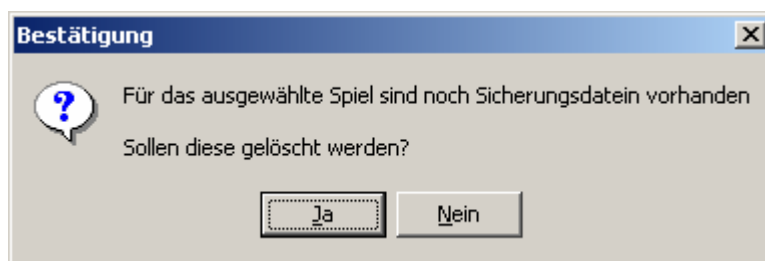 Bestätigung
Für das ausgewählte Spiel sind noch Sicherungsdatein vorhanden
Sollen diese gelöscht werden?
Ja Nein